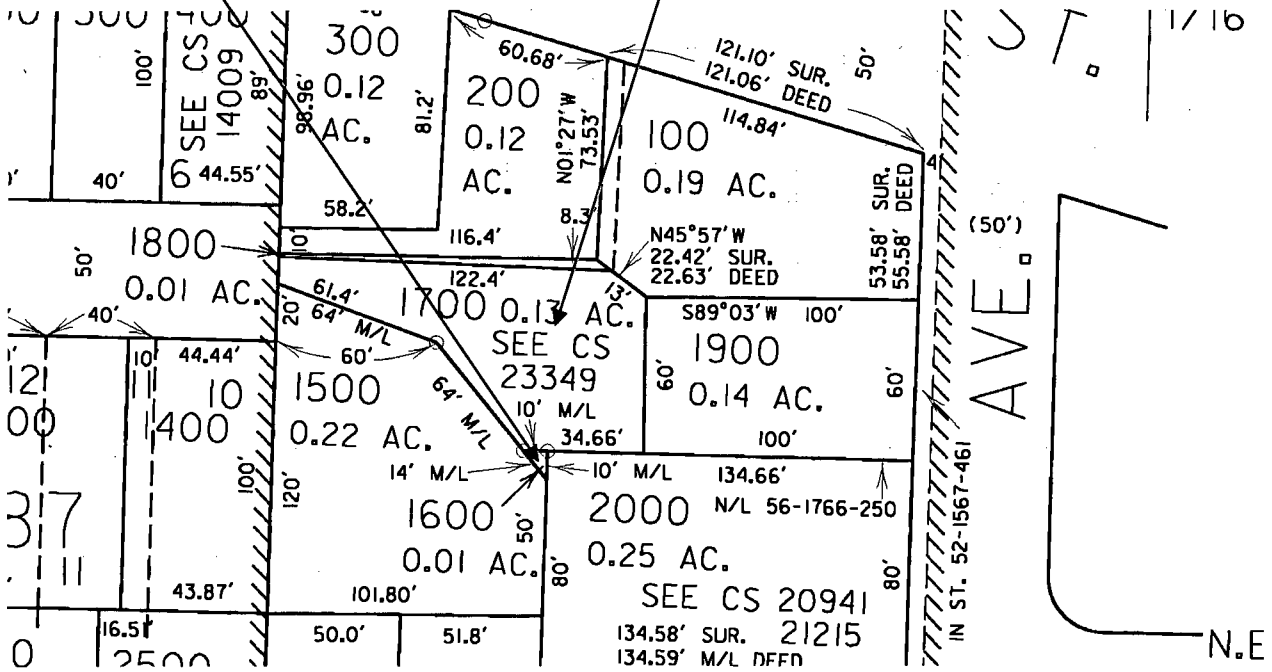 300
0.12
AC.
98.96'
89'
SEE CS
14009
100'
40'
6
44.55'
81.2'
58.2'
60.68'
200
0.12
AC.
N01°27'W
73.53'
121.10' SUR.
121.06' DEED
50'
114.84'
100
0.19 AC.
53.58' SUR.
55.58' DEED
(50')
AVE.
1/16
8.3'
N45°57'W
22.42' SUR.
22.63' DEED
10'
116.4'
122.4'
13'
1800
0.01 AC.
50'
40'
20'
61.4'
64' M/L
60'
1700 0.13 AC.
SEE CS
23349
10' M/L
34.66'
S89°03'W 100'
1900
0.14 AC.
60'
60'
100'
44.44'
10'
10
1400
1500
0.22 AC.
64' M/L
14' M/L
10' M/L
134.66'
N/L 56-1766-250
IN ST. 52-1567-461
100'
120'
1600
0.01 AC.
50'
80'
2000
0.25 AC.
SEE CS 20941
21215
80'
134.58' SUR.
134.59' M/L DEED
11
43.87'
101.80'
16.51'
50.0'
51.8'
2500
N.E